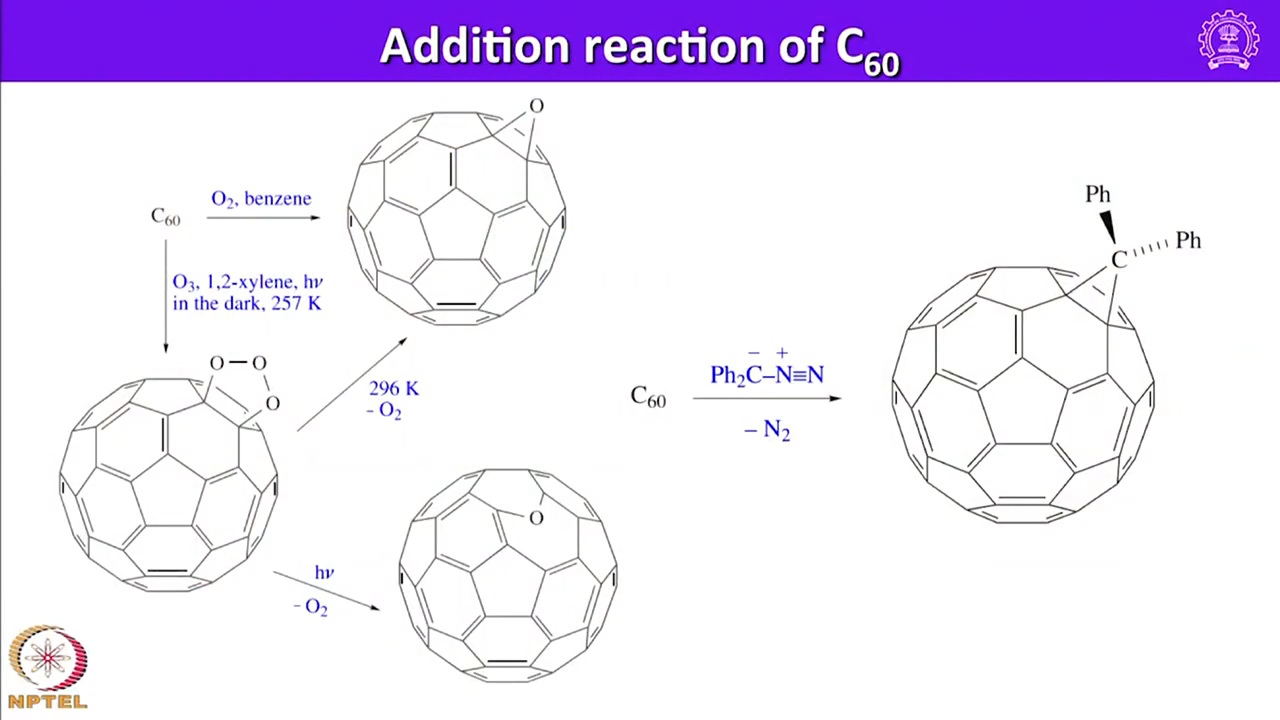 Addition reaction of C₆₀
O
C₆₀
O₂, benzene
O₃, 1,2-xylene, hν
in the dark, 257 K
O — O
O
296 K
- O₂
hν
- O₂
O
C₆₀
− +
Ph₂C–N≡N
– N₂
Ph
Ph
C
NPTEL